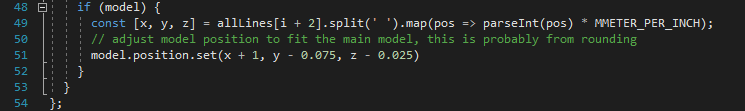 48 if (model) {
49 const [x, y, z] = allLines[i + 2].split(' ').map(pos => parseInt(pos) * MMETER_PER_INCH);
50 // adjust model position to fit the main model, this is probably from rounding
51 model.position.set(x + 1, y - 0.075, z - 0.025)
52 }
53 }
54 };